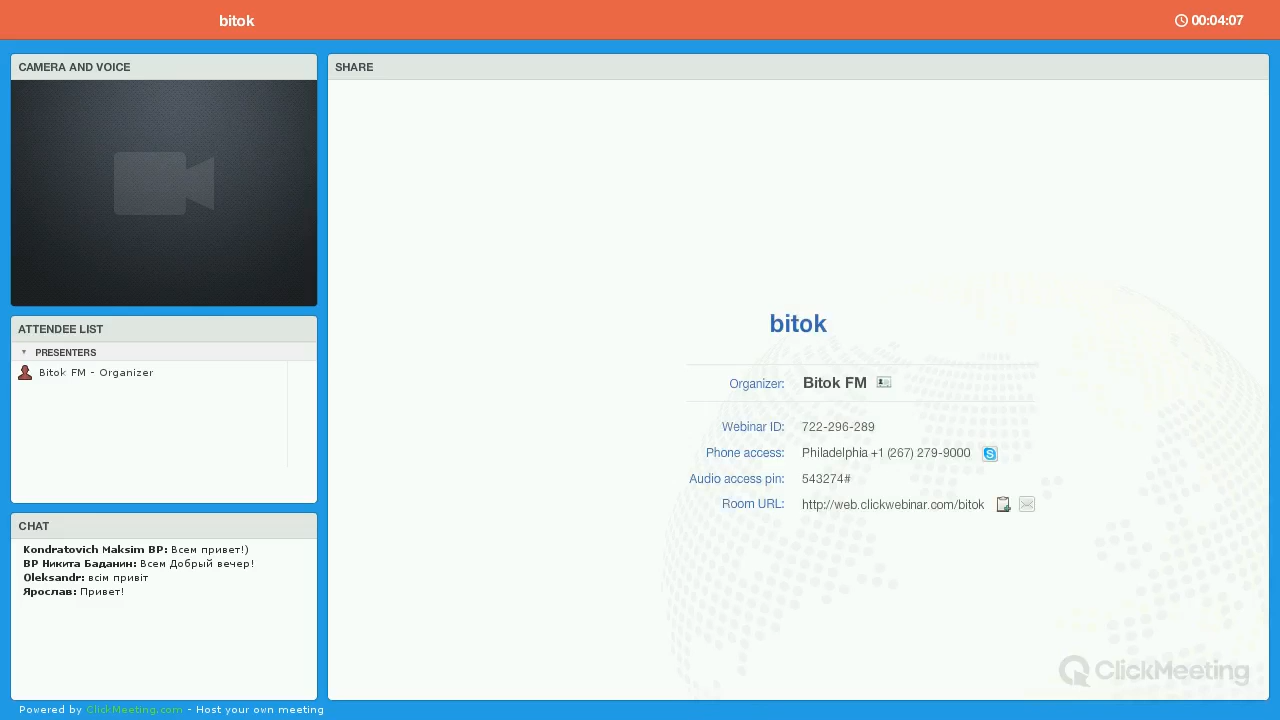 bitok
00:04:07
CAMERA AND VOICE
SHARE
ATTENDEE LIST
PRESENTERS
Bitok FM - Organizer
bitok
Organizer: Bitok FM
Webinar ID: 722-296-289
Phone access: Philadelphia +1 (267) 279-9000
Audio access pin: 543274#
Room URL: http://web.clickwebinar.com/bitok
CHAT
Kondratovich Maksim BP: Всем привет!)
BP Никита Баданин: Всем Добрый вечер!
Oleksandr: всім привіт
Ярослав: Привет!
ClickMeeting
Powered by ClickMeeting.com - Host your own meeting